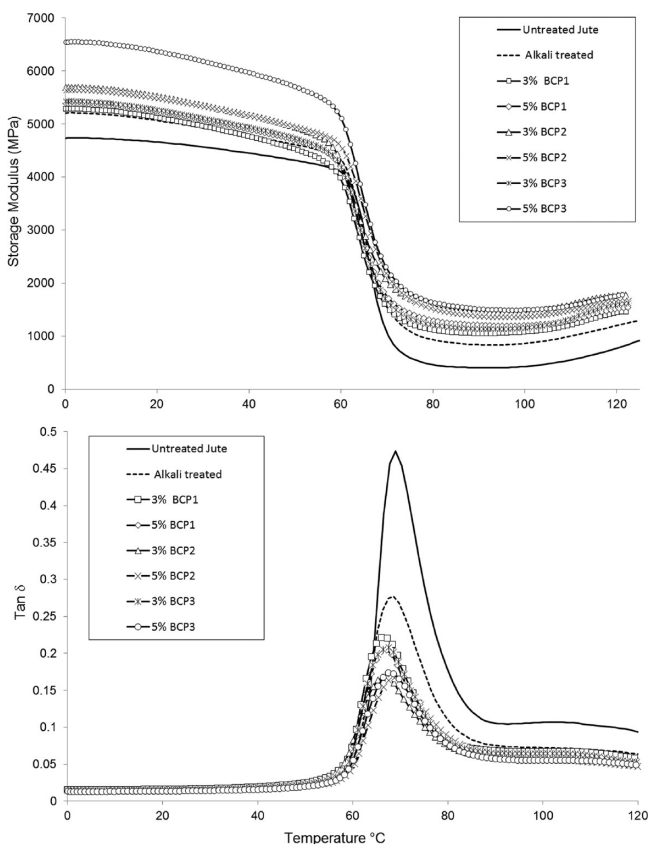 7000
6000
5000
4000
3000
2000
1000
0
Storage Modulus (MPa)
0 20 40 60 80 100 120
Untreated Jute
Alkali treated
3% BCP1
5% BCP1
3% BCP2
5% BCP2
3% BCP3
5% BCP3
0.5
0.45
0.4
0.35
0.3
0.25
0.2
0.15
0.1
0.05
0
Tan δ
Untreated Jute
Alkali treated
3% BCP1
5% BCP1
3% BCP2
5% BCP2
3% BCP3
5% BCP3
0 20 40 60 80 100 120
Temperature °C